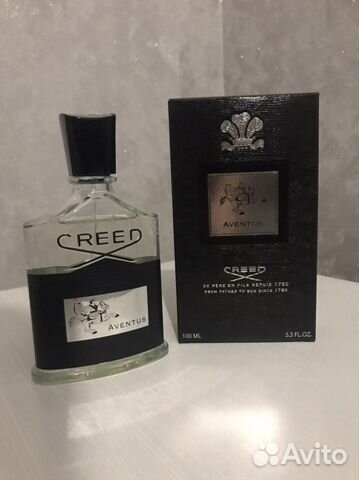 CREED
AVENTUS
AVENTUS
CREED
DE PÈRE EN FILS DEPUIS 1760
FROM FATHER TO SON SINCE 1760
100 ML
3.3 FL.OZ.
Avito